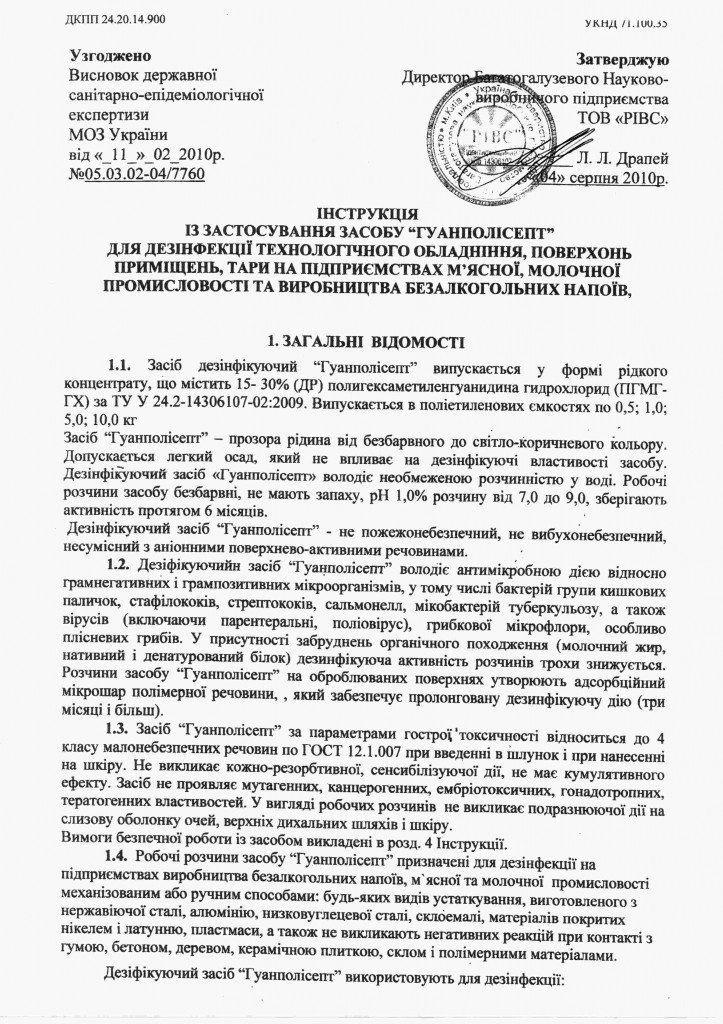 ДКПП 24.20.14.900
УКНД 71.100.35
Узгоджено
Висновок державної
санітарно-епідеміологічної
експертизи
МОЗ України
від «_11_»_02_2010р.
№05.03.02-04/7760
Затверджую
Директор Багатогалузевого Науково-
виробничого підприємства
ТОВ «РІВС»
Л. Л. Драпей
«04» серпня 2010р.
"РІВС"
ІНСТРУКЦІЯ
ІЗ ЗАСТОСУВАННЯ ЗАСОБУ “ГУАНПОЛІСЕПТ”
ДЛЯ ДЕЗІНФЕКЦІЇ ТЕХНОЛОГІЧНОГО ОБЛАДНІННЯ, ПОВЕРХОНЬ
ПРИМІЩЕНЬ, ТАРИ НА ПІДПРИЄМСТВАХ М’ЯСНОЇ, МОЛОЧНОЇ
ПРОМИСЛОВОСТІ ТА ВИРОБНИЦТВА БЕЗАЛКОГОЛЬНИХ НАПОЇВ,
1. ЗАГАЛЬНІ ВІДОМОСТІ
1.1. Засіб дезінфікуючий “Гуанполісепт” випускається у формі рідкого
концентрату, що містить 15- 30% (ДР) полигексаметиленгуанидина гидрохлорид (ПГМГ-
ГХ) за ТУ У 24.2-14306107-02:2009. Випускається в поліетиленових ємкостях по 0,5; 1,0;
5,0; 10,0 кг
Засіб “Гуанполісепт” – прозора рідина від безбарвного до світло-коричневого кольору.
Допускається легкий осад, який не впливає на дезінфікуючі властивості засобу.
Дезінфікуючий засіб «Гуанполісепт» володіє необмеженою розчинністю у воді. Робочі
розчини засобу безбарвні, не мають запаху, рН 1,0% розчину від 7,0 до 9,0, зберігають
активність протягом 6 місяців.
Дезінфікуючий засіб “Гуанполісепт” - не пожежонебезпечний, не вибухонебезпечний,
несумісний з аніонними поверхнево-активними речовинами.
1.2. Дезіфікуючийн засіб “Гуанполісепт” володіє антимікробною дією відносно
грамнегативних і грампозитивних мікроорганізмів, у тому числі бактерій групи кишкових
паличок, стафілококів, стрептококів, сальмонелл, мікобактерій туберкульозу, а також
вірусів (включаючи парентеральні, поліовірус), грибкової мікрофлори, особливо
плісневих грибів. У присутності забруднень органічного походження (молочний жир,
нативний і денатурований білок) дезинфікуюча активність розчинів трохи знижується.
Розчини засобу “Гуанполісепт” на оброблюваних поверхнях утворюють адсорбційний
мікрошар полімерної речовини, , який забезпечує пролонговану дезинфікуючу дію (три
місяці і більш).
1.3. Засіб “Гуанполісепт” за параметрами гострої токсичності відноситься до 4
класу малонебезпечних речовин по ГОСТ 12.1.007 при введенні в шлунок і при нанесенні
на шкіру. Не викликає кожно-резорбтивної, сенсибілізуючої дії, не має кумулятивного
ефекту. Засіб не проявляє мутагенних, канцерогенних, ембріотоксичних, гонадотропних,
тератогенних властивостей. У вигляді робочих розчинів не викликає подразнюючої дії на
слизову оболонку очей, верхніх дихальних шляхів і шкіру.
Вимоги безпечної роботи із засобом викладені в розд. 4 Інструкції.
1.4. Робочі розчини засобу “Гуанполісепт” призначені для дезінфекції на
підприємствах виробництва безалкогольних напоїв, м`ясної та молочної промисловості
механізованим або ручним способами: будь-яких видів устаткування, виготовленого з
нержавіючої сталі, алюмінію, низковуглецевої сталі, склоемалі, матеріалів покритих
нікелем і латунню, пластмаси, а також не викликають негативних реакцій при контакті з
гумою, бетоном, деревом, керамічною плиткою, склом і полімерними матеріалами.
Дезіфікуючий засіб “Гуанполісепт” використовують для дезінфекції: